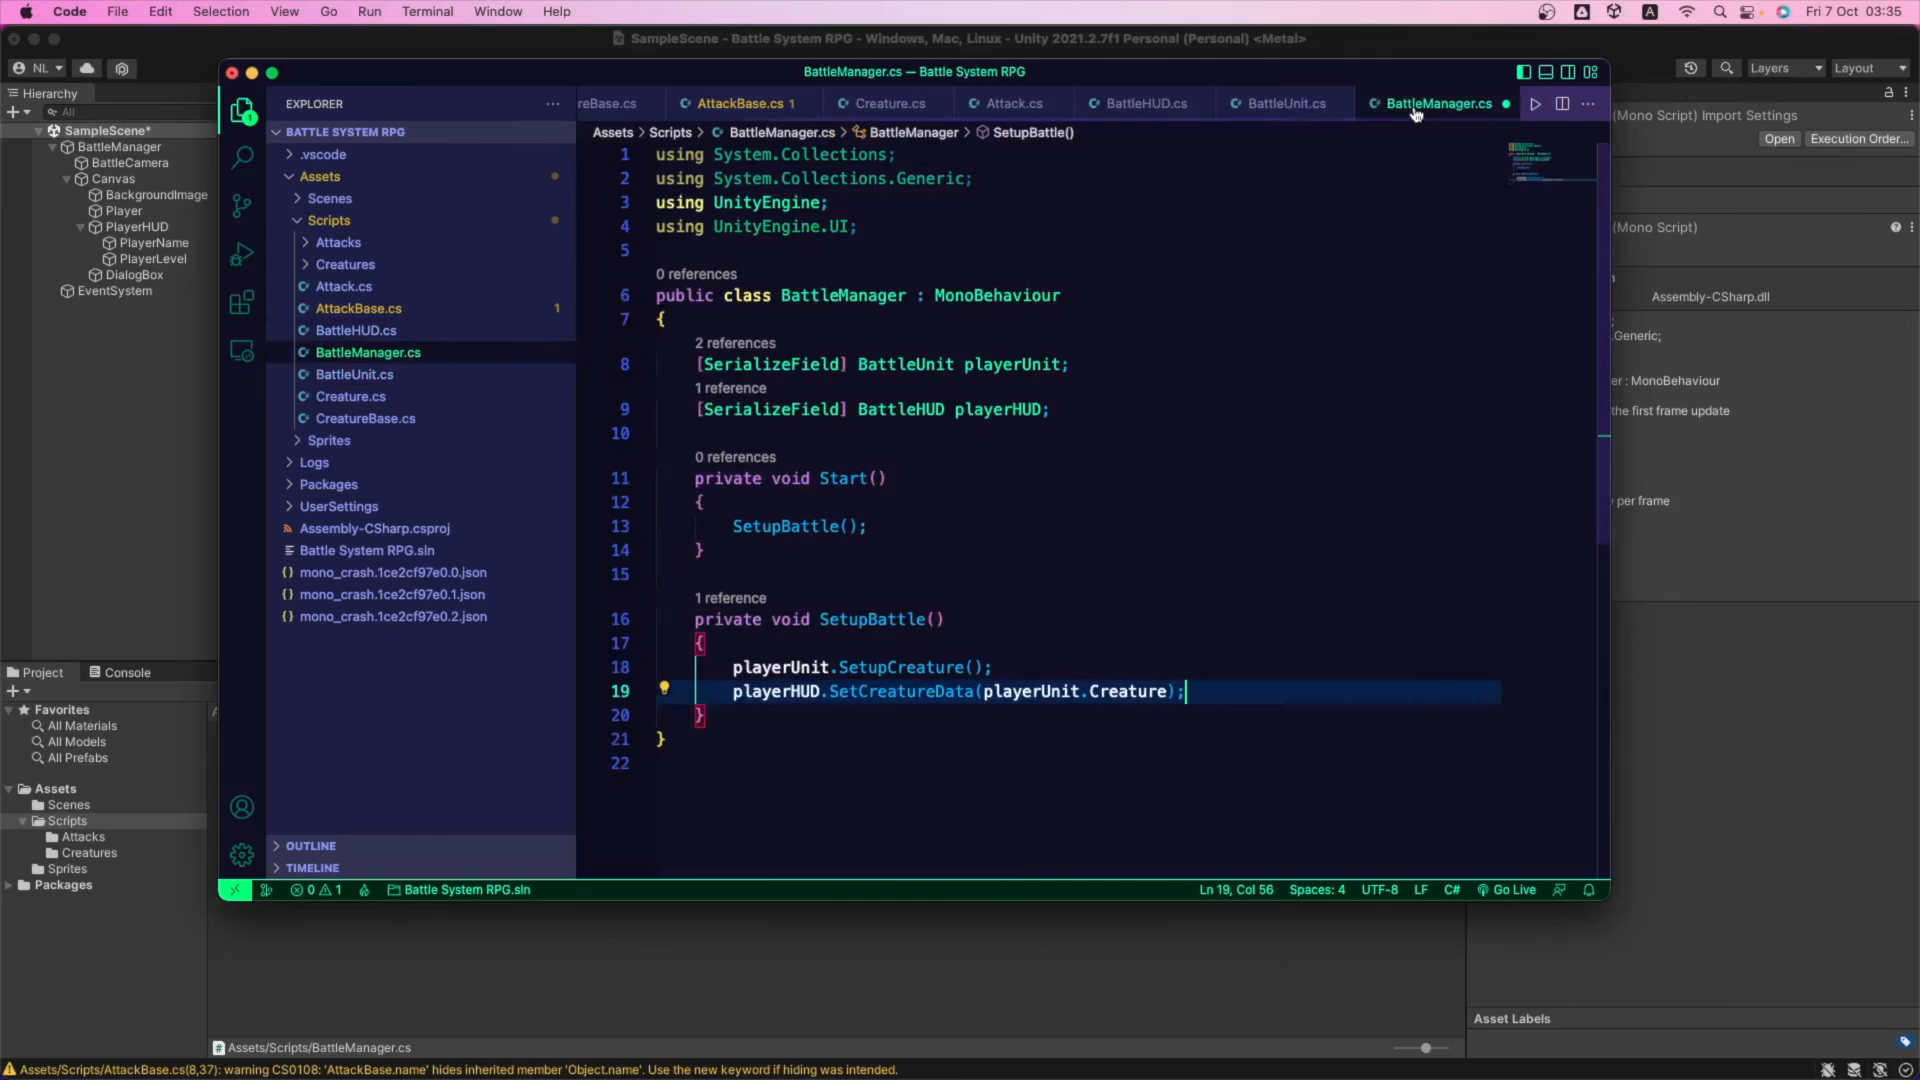 Code File Edit Selection View Go Run Terminal Window Help
A Fri 7 Oct 03:35
SampleScene - Battle System RPG - Windows, Mac, Linux - Unity 2021.2.7f1 Personal (Personal) <Metal>
NL
Layers Layout
Hierarchy
All
SampleScene*
BattleManager
BattleCamera
Canvas
BackgroundImage
Player
PlayerHUD
PlayerName
PlayerLevel
DialogBox
EventSystem
Project Console
Favorites
All Materials
All Models
All Prefabs
Assets
Scenes
Scripts
Attacks
Creatures
Sprites
Packages
BattleManager.cs — Battle System RPG
EXPLORER
BATTLE SYSTEM RPG
.vscode
Assets
Scenes
Scripts
Attacks
Creatures
Attack.cs
AttackBase.cs 1
BattleHUD.cs
BattleManager.cs
BattleUnit.cs
Creature.cs
CreatureBase.cs
Sprites
Logs
Packages
UserSettings
Assembly-CSharp.csproj
Battle System RPG.sln
mono_crash.1ce2cf97e0.0.json
mono_crash.1ce2cf97e0.1.json
mono_crash.1ce2cf97e0.2.json
OUTLINE
TIMELINE
reBase.cs AttackBase.cs 1 Creature.cs Attack.cs BattleHUD.cs BattleUnit.cs BattleManager.cs
Assets > Scripts > BattleManager.cs > BattleManager > SetupBattle()
1 using System.Collections;
2 using System.Collections.Generic;
3 using UnityEngine;
4 using UnityEngine.UI;
5
0 references
6 public class BattleManager : MonoBehaviour
7 {
2 references
8 [SerializeField] BattleUnit playerUnit;
1 reference
9 [SerializeField] BattleHUD playerHUD;
10
0 references
11 private void Start()
12 {
13 SetupBattle();
14 }
15
1 reference
16 private void SetupBattle()
17 {
18 playerUnit.SetupCreature();
19 playerHUD.SetCreatureData(playerUnit.Creature);
20 }
21 }
22
0 1 Battle System RPG.sln Ln 19, Col 56 Spaces: 4 UTF-8 LF C# Go Live
(Mono Script) Import Settings
Open Execution Order...
(Mono Script)
n
Assembly-CSharp.dll
;
.Generic;
er : MonoBehaviour
the first frame update
per frame
Asset Labels
Assets/Scripts/BattleManager.cs
Assets/Scripts/AttackBase.cs(8,37): warning CS0108: 'AttackBase.name' hides inherited member 'Object.name'. Use the new keyword if hiding was intended.